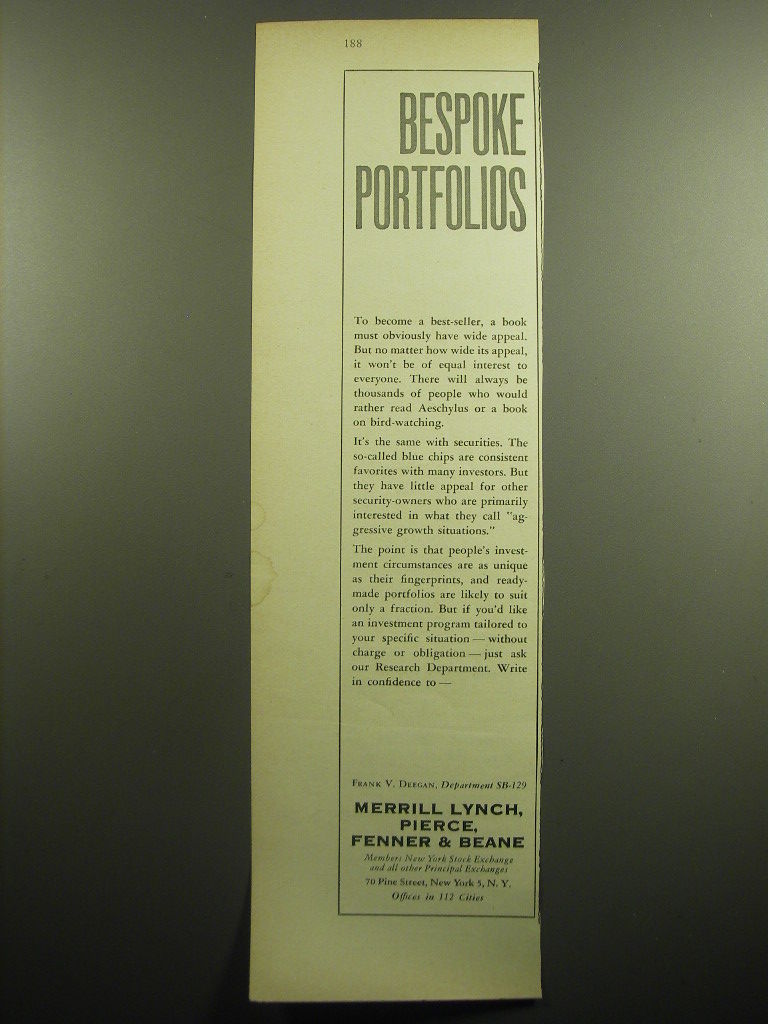 188
BESPOKE
PORTFOLIOS
To become a best-seller, a book
must obviously have wide appeal.
But no matter how wide its appeal,
it won't be of equal interest to
everyone. There will always be
thousands of people who would
rather read Aeschylus or a book
on bird-watching.
It's the same with securities. The
so-called blue chips are consistent
favorites with many investors. But
they have little appeal for other
security-owners who are primarily
interested in what they call "ag-
gressive growth situations."
The point is that people's invest-
ment circumstances are as unique
as their fingerprints, and ready-
made portfolios are likely to suit
only a fraction. But if you'd like
an investment program tailored to
your specific situation — without
charge or obligation — just ask
our Research Department. Write
in confidence to —
FRANK V. DEEGAN, Department SB-129
MERRILL LYNCH,
PIERCE,
FENNER & BEANE
Members New York Stock Exchange
and all other Principal Exchanges
70 Pine Street, New York 5, N. Y.
Offices in 112 Cities